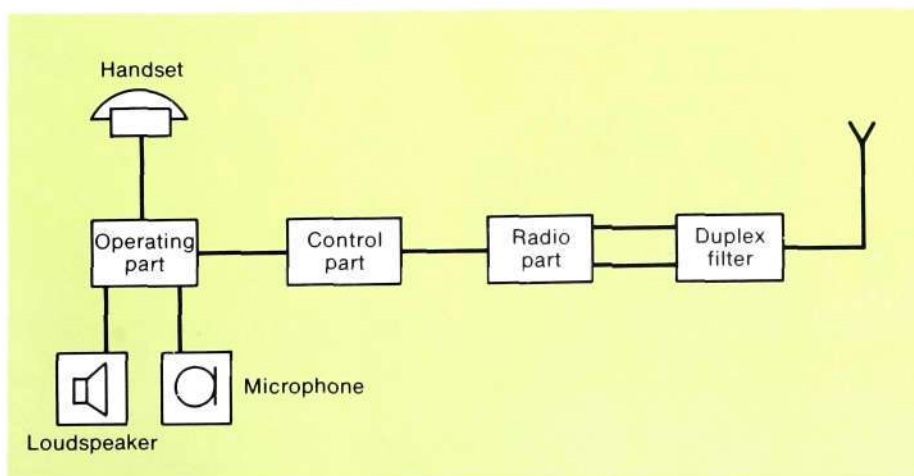 Handset
Operating
part
Control
part
Radio
part
Duplex
filter
Microphone
Loudspeaker